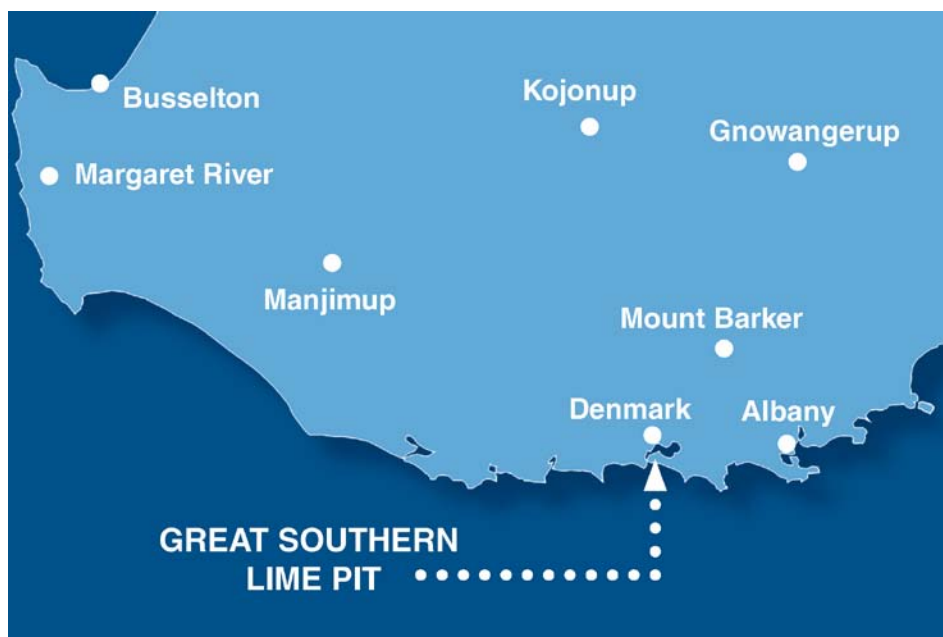 Busselton
Kojonup
Gnowangerup
Margaret River
Manjimup
Mount Barker
Denmark
Albany
GREAT SOUTHERN
LIME PIT